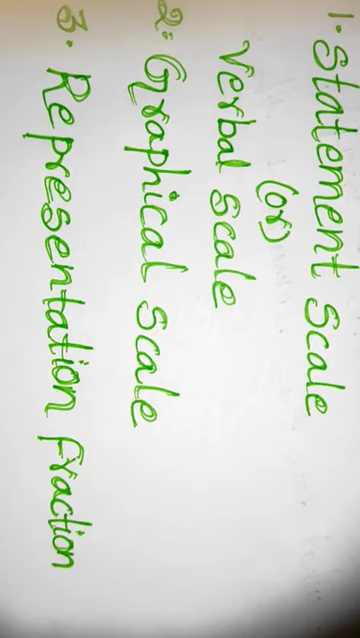 1. Statement Scale
(or)
Verbal Scale
2. Graphical Scale
3. Representation Fraction